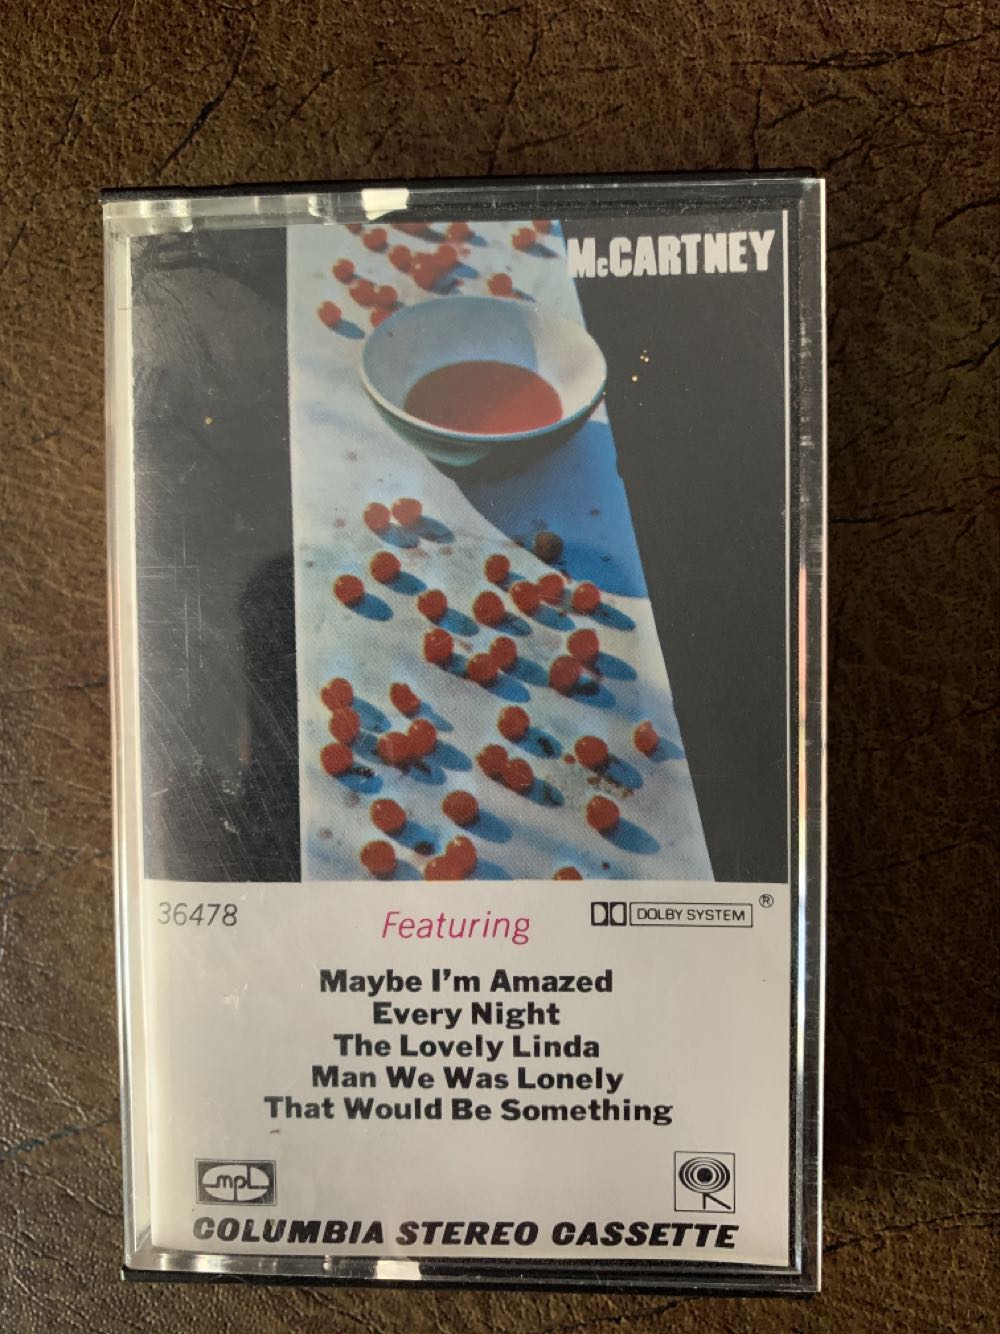 McCARTNEY
36478
Featuring
DOLBY SYSTEM ®
Maybe I'm Amazed
Every Night
The Lovely Linda
Man We Was Lonely
That Would Be Something
mpl
COLUMBIA STEREO CASSETTE